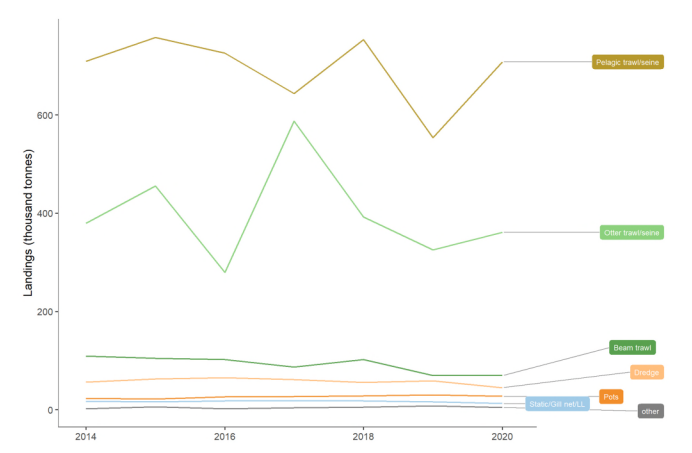 Landings (thousand tonnes)
600
400
200
0
2014
2016
2018
2020
Pelagic trawl/seine
Otter trawl/seine
Beam trawl
Dredge
Pots
Static/Gill net/LL
other